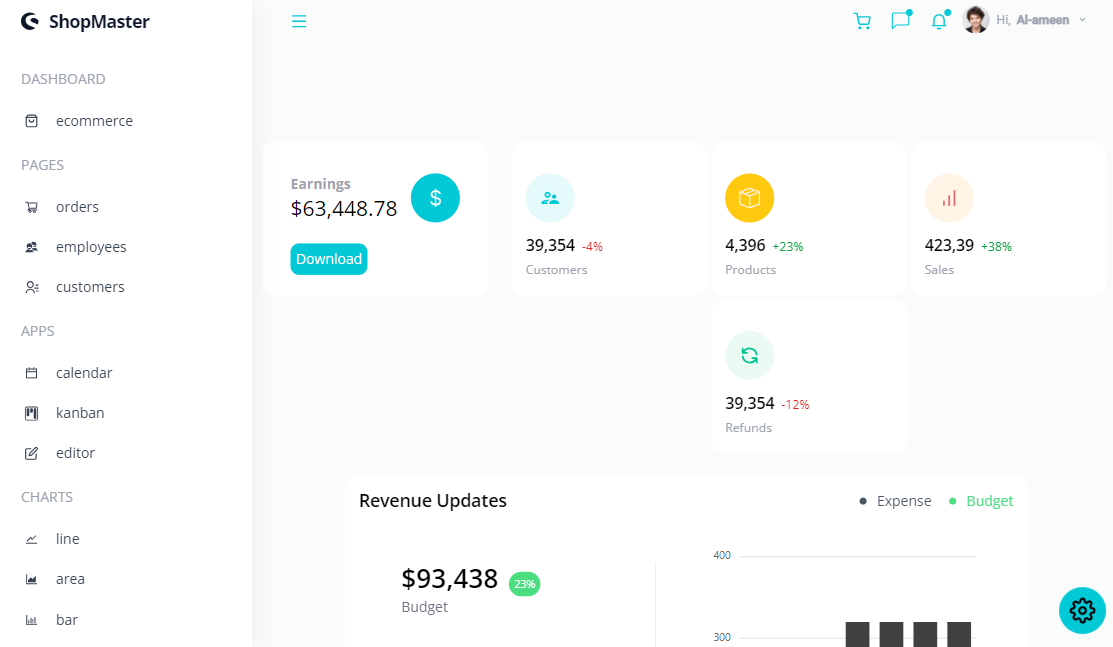 ShopMaster
DASHBOARD
ecommerce
PAGES
orders
employees
customers
APPS
calendar
kanban
editor
CHARTS
line
area
bar
Hi, Al-ameen
Earnings
$63,448.78
$
Download
39,354 -4%
Customers
4,396 +23%
Products
423,39 +38%
Sales
39,354 -12%
Refunds
Revenue Updates
Expense
Budget
$93,438 23%
Budget
400
300